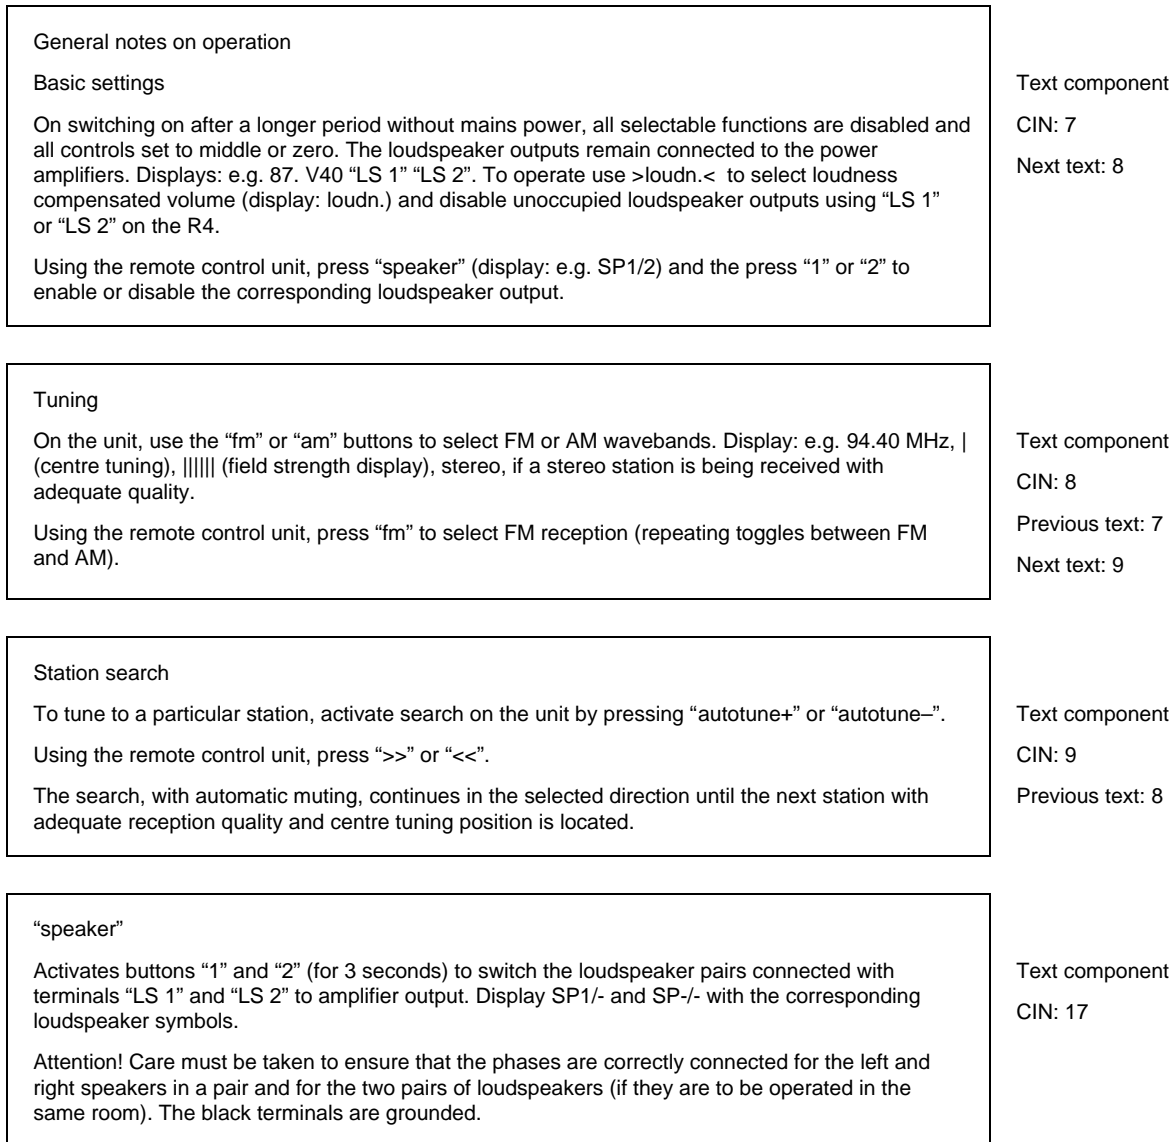 General notes on operation
Basic settings
On switching on after a longer period without mains power, all selectable functions are disabled and
all controls set to middle or zero. The loudspeaker outputs remain connected to the power
amplifiers. Displays: e.g. 87. V40 “LS 1” “LS 2”. To operate use >loudn.<  to select loudness
compensated volume (display: loudn.) and disable unoccupied loudspeaker outputs using “LS 1”
or “LS 2” on the R4.
Using the remote control unit, press “speaker” (display: e.g. SP1/2) and the press “1” or “2” to
enable or disable the corresponding loudspeaker output.
Text component
CIN: 7
Next text: 8
Tuning
On the unit, use the “fm” or “am” buttons to select FM or AM wavebands. Display: e.g. 94.40 MHz, |
(centre tuning), |||||| (field strength display), stereo, if a stereo station is being received with
adequate quality.
Using the remote control unit, press “fm” to select FM reception (repeating toggles between FM
and AM).
Text component
CIN: 8
Previous text: 7
Next text: 9
Station search
To tune to a particular station, activate search on the unit by pressing “autotune+” or “autotune–”.
Using the remote control unit, press “>>” or “<<”.
The search, with automatic muting, continues in the selected direction until the next station with
adequate reception quality and centre tuning position is located.
Text component
CIN: 9
Previous text: 8
“speaker”
Activates buttons “1” and “2” (for 3 seconds) to switch the loudspeaker pairs connected with
terminals “LS 1” and “LS 2” to amplifier output. Display SP1/- and SP-/- with the corresponding
loudspeaker symbols.
Attention! Care must be taken to ensure that the phases are correctly connected for the left and
right speakers in a pair and for the two pairs of loudspeakers (if they are to be operated in the
same room). The black terminals are grounded.
Text component
CIN: 17